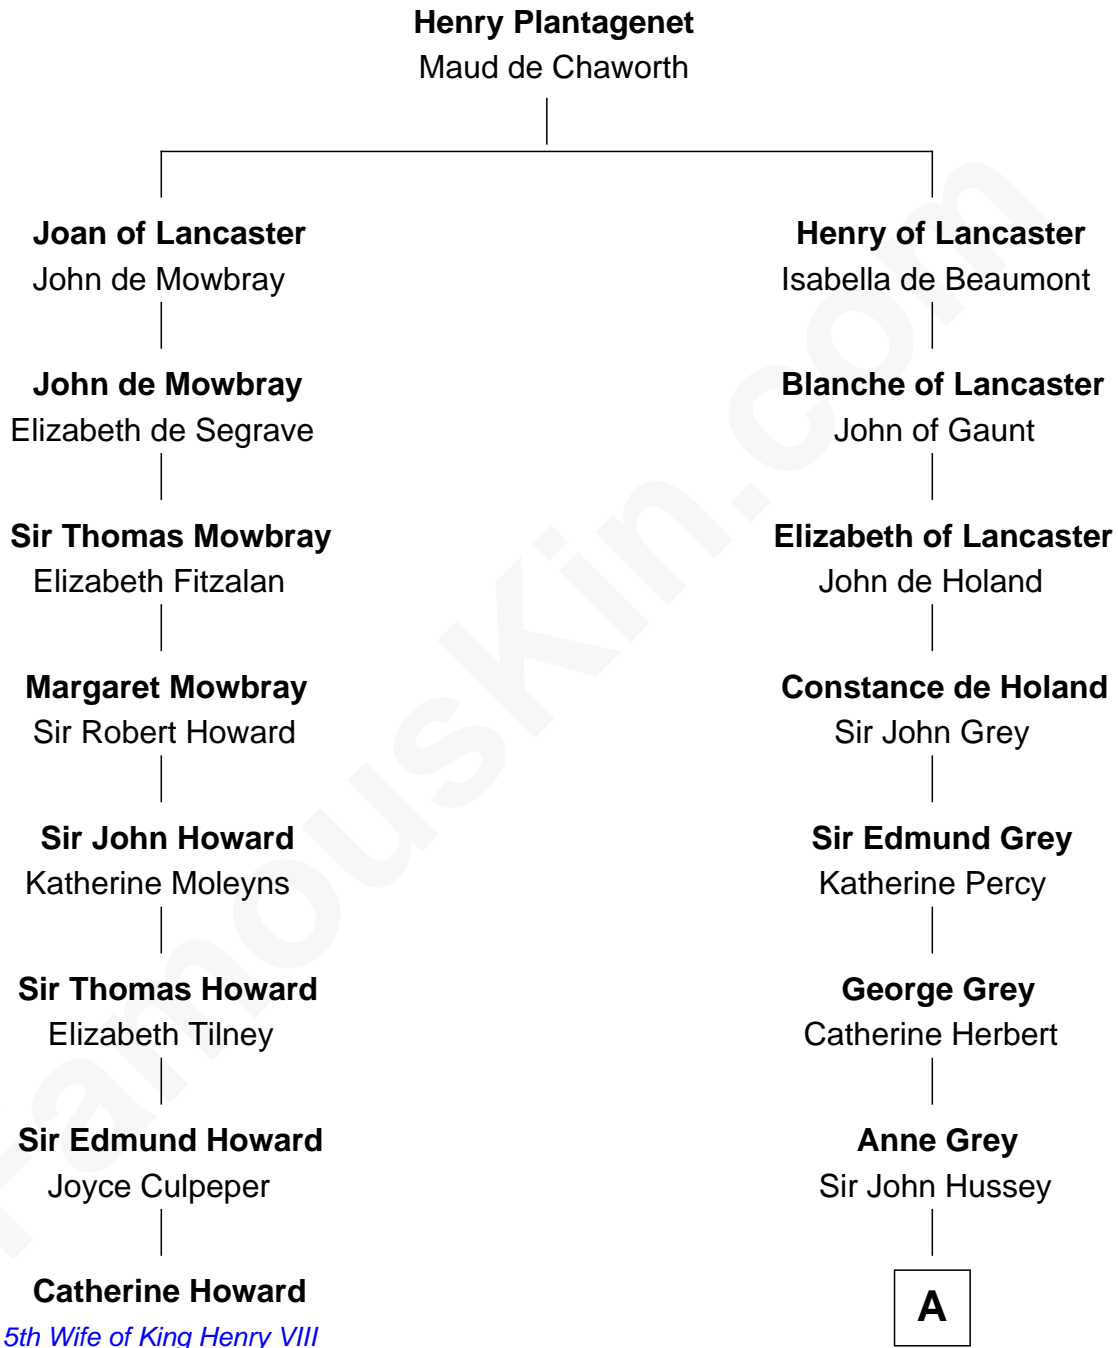 Henry Plantagenet
Maud de Chaworth
Joan of Lancaster
John de Mowbray
Henry of Lancaster
Isabella de Beaumont
John de Mowbray
Elizabeth de Segrave
Blanche of Lancaster
John of Gaunt
Sir Thomas Mowbray
Elizabeth Fitzalan
Elizabeth of Lancaster
John de Holand
Margaret Mowbray
Sir Robert Howard
Constance de Holand
Sir John Grey
Sir John Howard
Katherine Moleyns
Sir Edmund Grey
Katherine Percy
Sir Thomas Howard
Elizabeth Tilney
George Grey
Catherine Herbert
Sir Edmund Howard
Joyce Culpeper
Anne Grey
Sir John Hussey
Catherine Howard
5th Wife of King Henry VIII
A
FamousKin.com